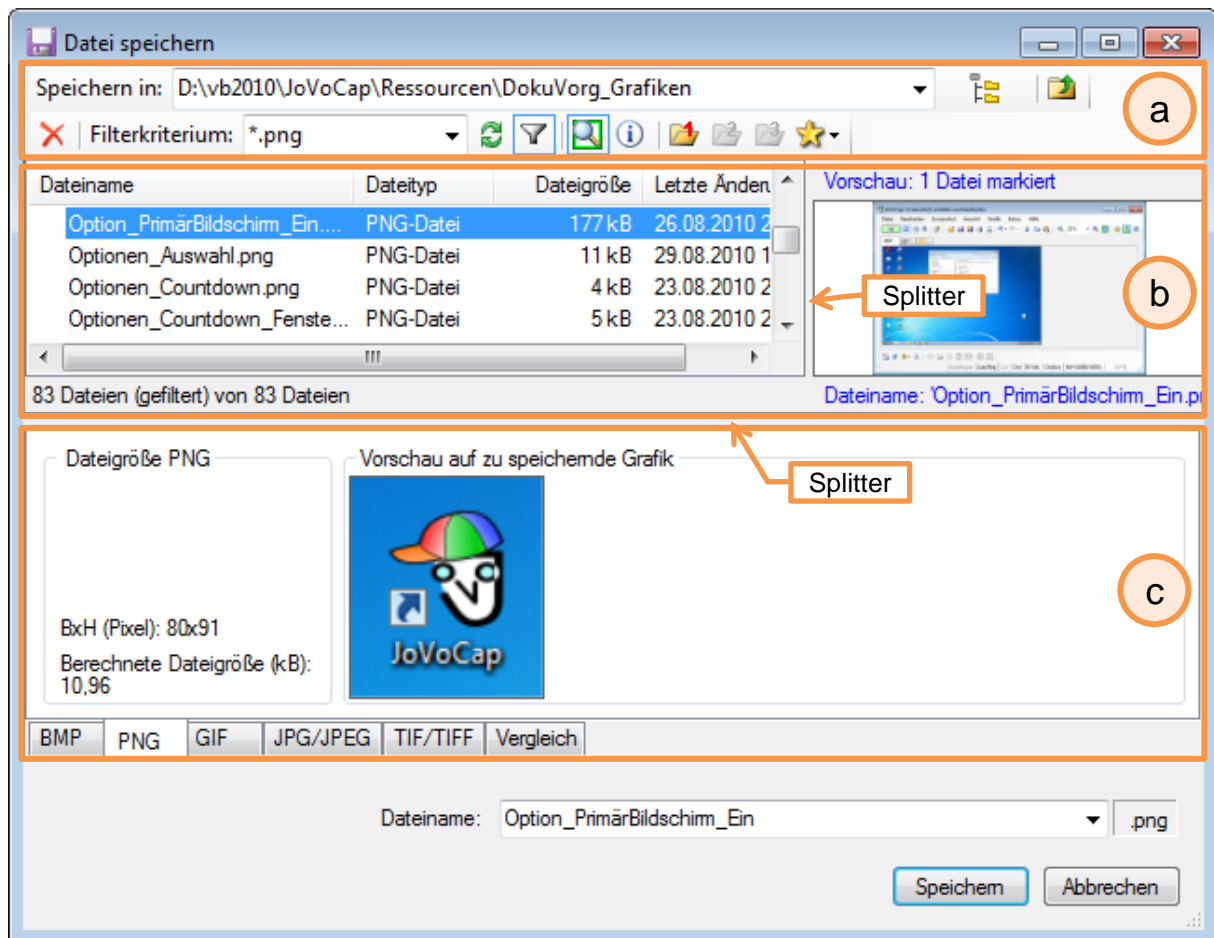 Datei speichern
Speichern in: D:\vb2010\JoVoCap\Ressourcen\DokuVorg_Grafiken
a
Filterkriterium: *.png
Dateiname Dateityp Dateigröße Letzte Änderu
Option_PrimärBildschirm_Ein.... PNG-Datei 177 kB 26.08.2010 2
Optionen_Auswahl.png PNG-Datei 11 kB 29.08.2010 1
Optionen_Countdown.png PNG-Datei 4 kB 23.08.2010 2
Optionen_Countdown_Fenste... PNG-Datei 5 kB 23.08.2010 2
83 Dateien (gefiltert) von 83 Dateien
Vorschau: 1 Datei markiert
Splitter
b
Dateiname: 'Option_PrimärBildschirm_Ein.pn
Splitter
Dateigröße PNG
BxH (Pixel): 80x91
Berechnete Dateigröße (kB):
10,96
Vorschau auf zu speichernde Grafik
JoVoCap
c
BMP PNG GIF JPG/JPEG TIF/TIFF Vergleich
Dateiname: Option_PrimärBildschirm_Ein .png
Speichern Abbrechen